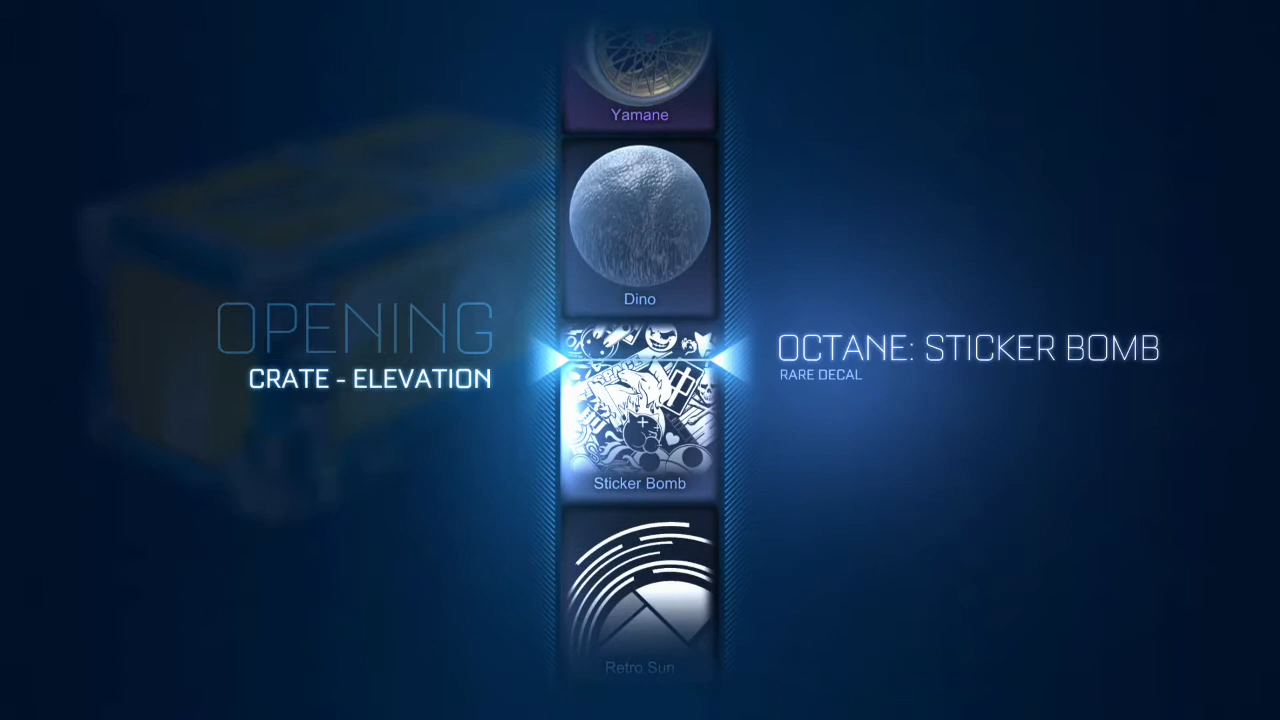 Yamane
Dino
OPENING
CRATE - ELEVATION
OCTANE: STICKER BOMB
RARE DECAL
Sticker Bomb
Retro Sun